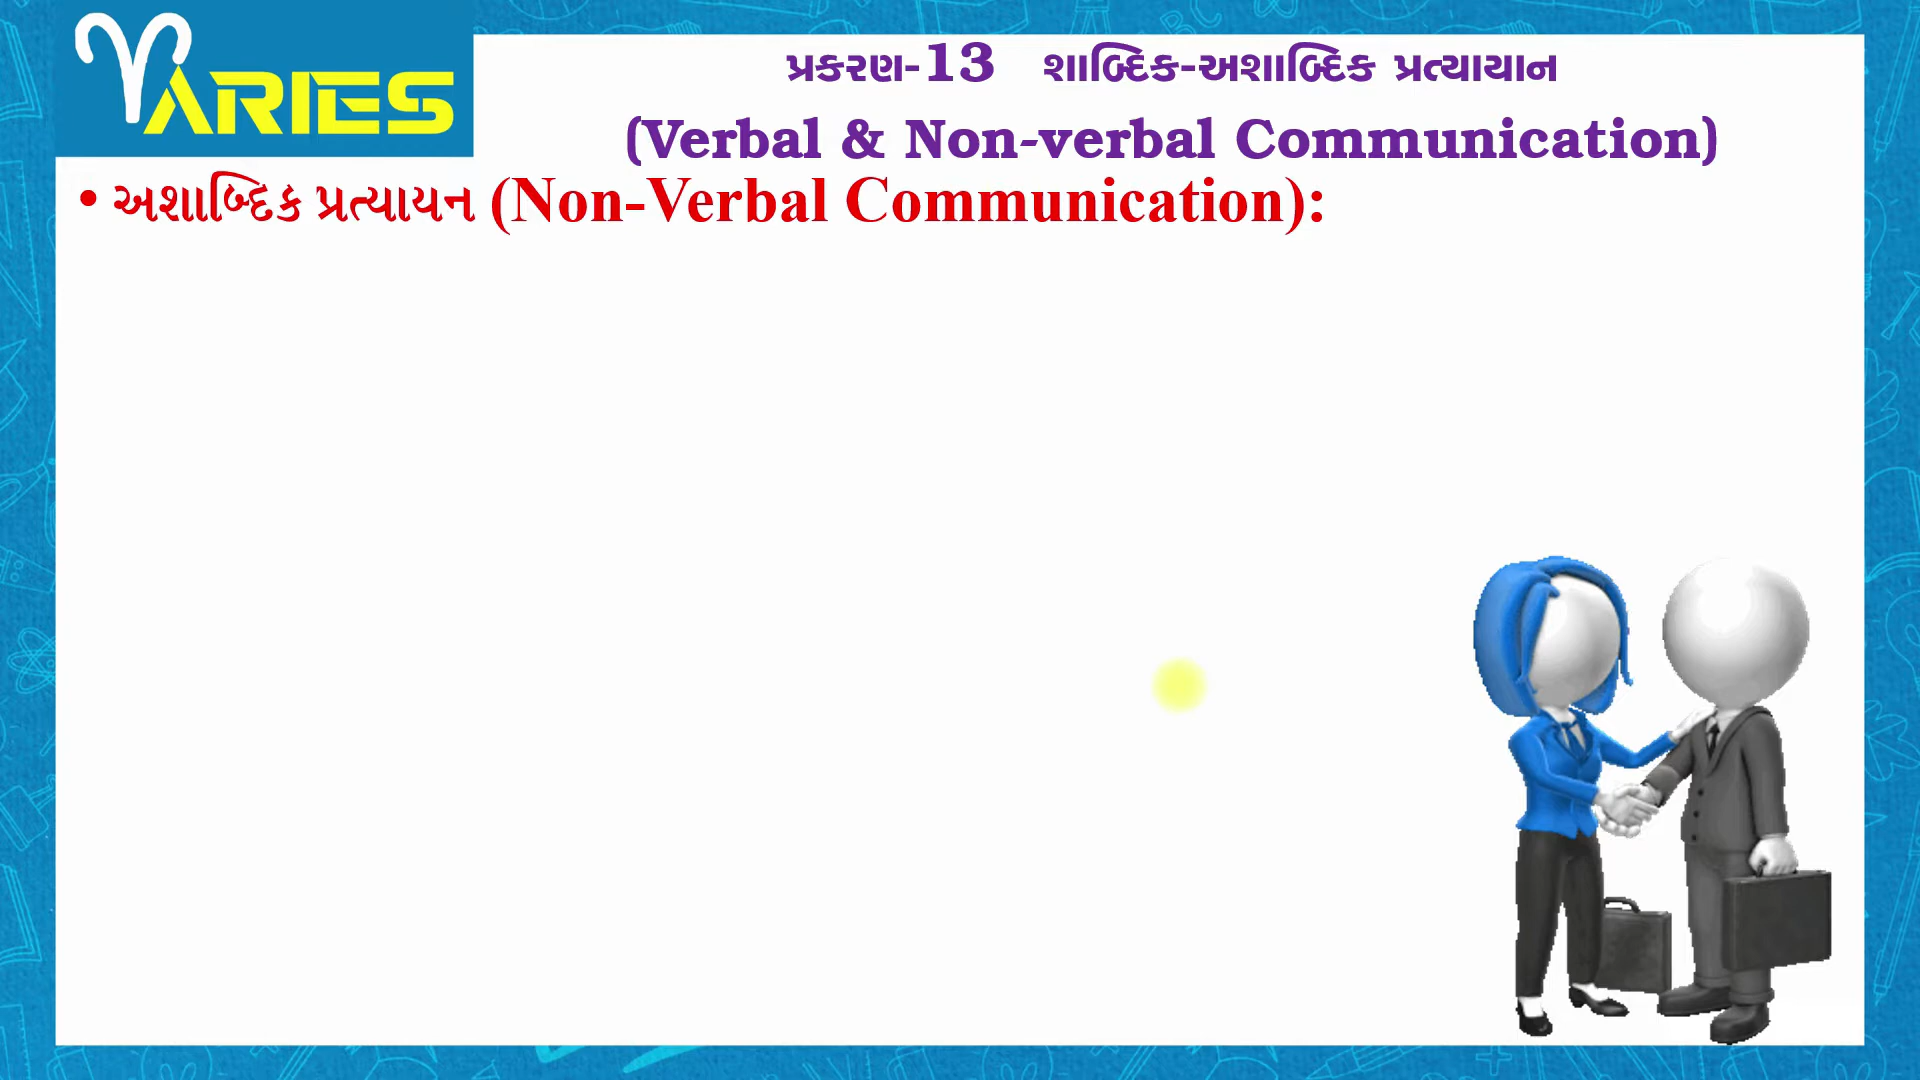 ARIES
પ્રકરણ-13 શાબ્દિક-અશાબ્દિક પ્રત્યાયાન
(Verbal & Non-verbal Communication)
• અશાબ્દિક પ્રત્યાયન (Non-Verbal Communication):